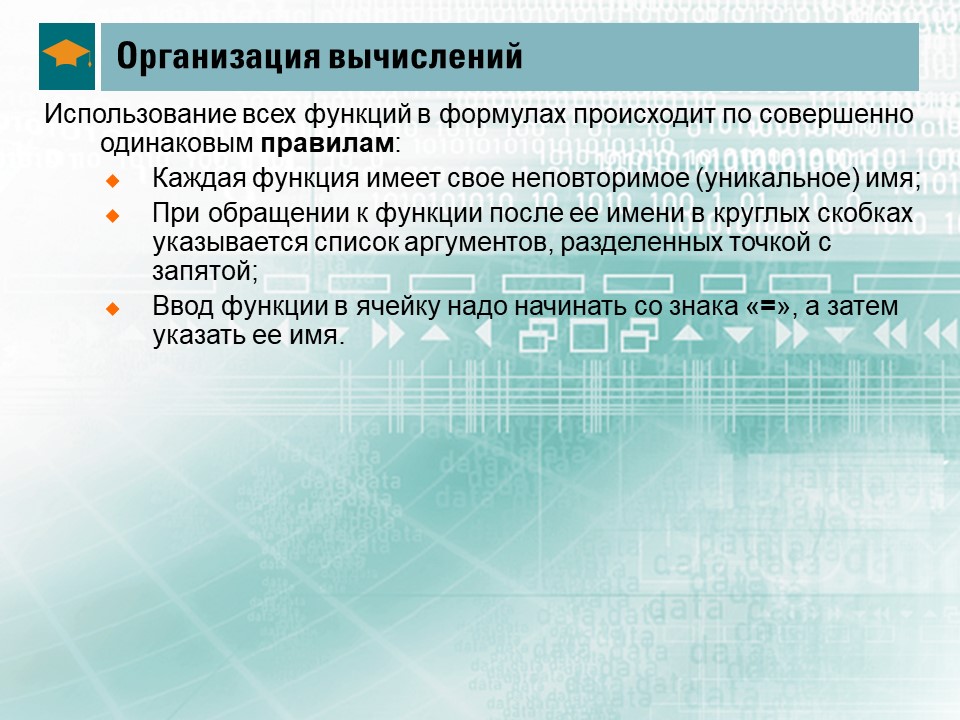 Организация вычислений
Использование всех функций в формулах происходит по совершенно
одинаковым правилам:
Каждая функция имеет свое неповторимое (уникальное) имя;
При обращении к функции после ее имени в круглых скобках
указывается список аргументов, разделенных точкой с
запятой;
Ввод функции в ячейку надо начинать со знака «=», а затем
указать ее имя.